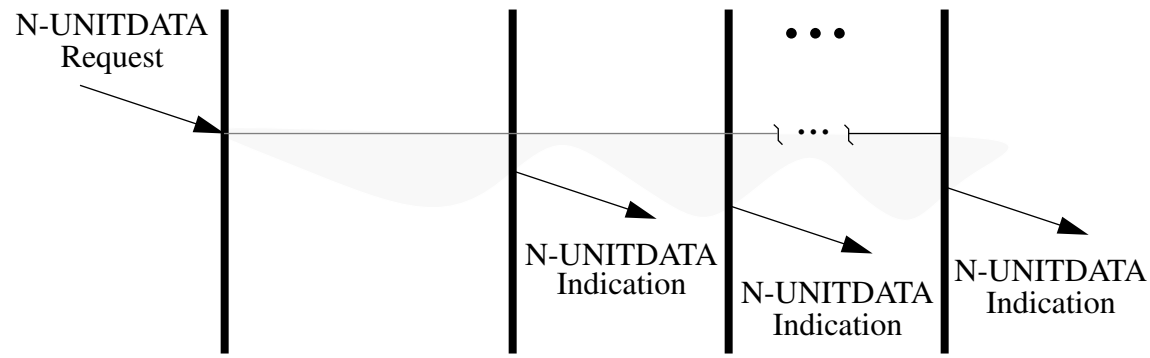 N-UNITDATA
Request
N-UNITDATA
Indication
N-UNITDATA
Indication
N-UNITDATA
Indication